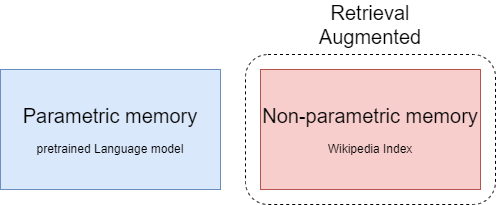 Retrieval
Augmented
Parametric memory
pretrained Language model
Non-parametric memory
Wikipedia Index